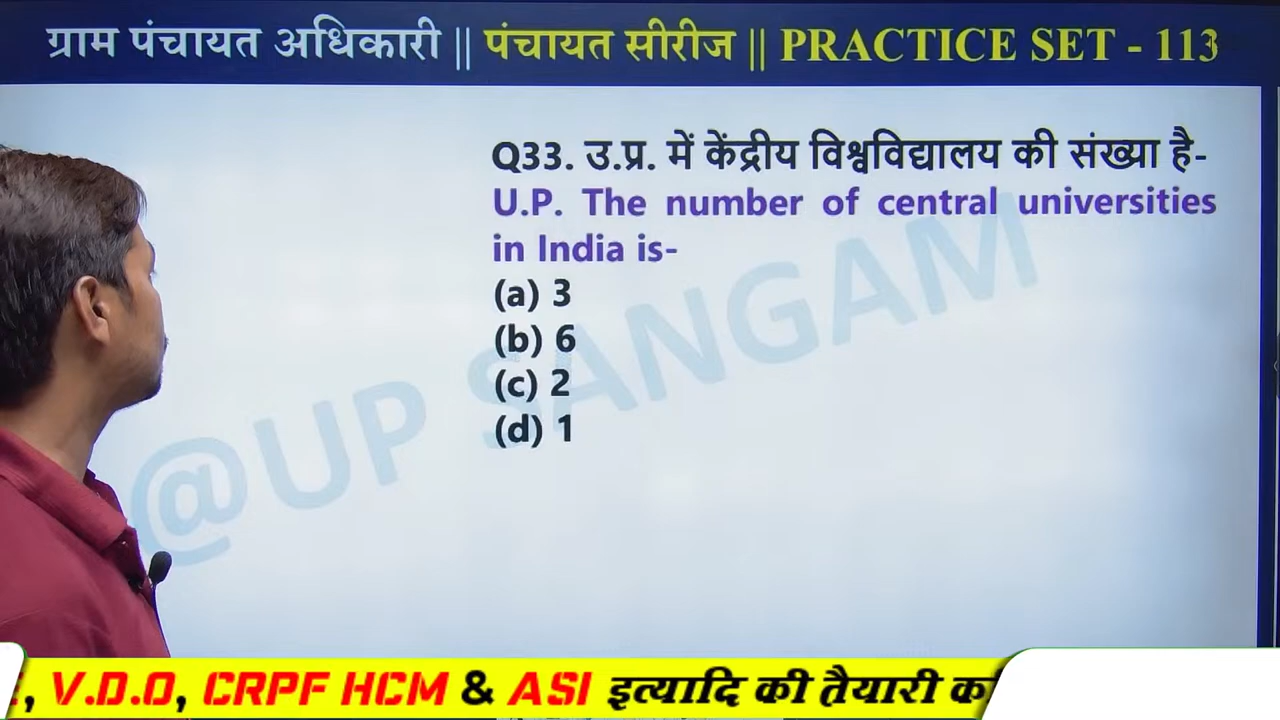 ग्राम पंचायत अधिकारी || पंचायत सीरीज || PRACTICE SET - 113
Q33. उ.प्र. में केंद्रीय विश्वविद्यालय की संख्या है-
U.P. The number of central universities
in India is-
(a) 3
(b) 6
(c) 2
(d) 1
@UP SANGAM
, V.D.O, CRPF HCM & ASI इत्यादि की तैयारी